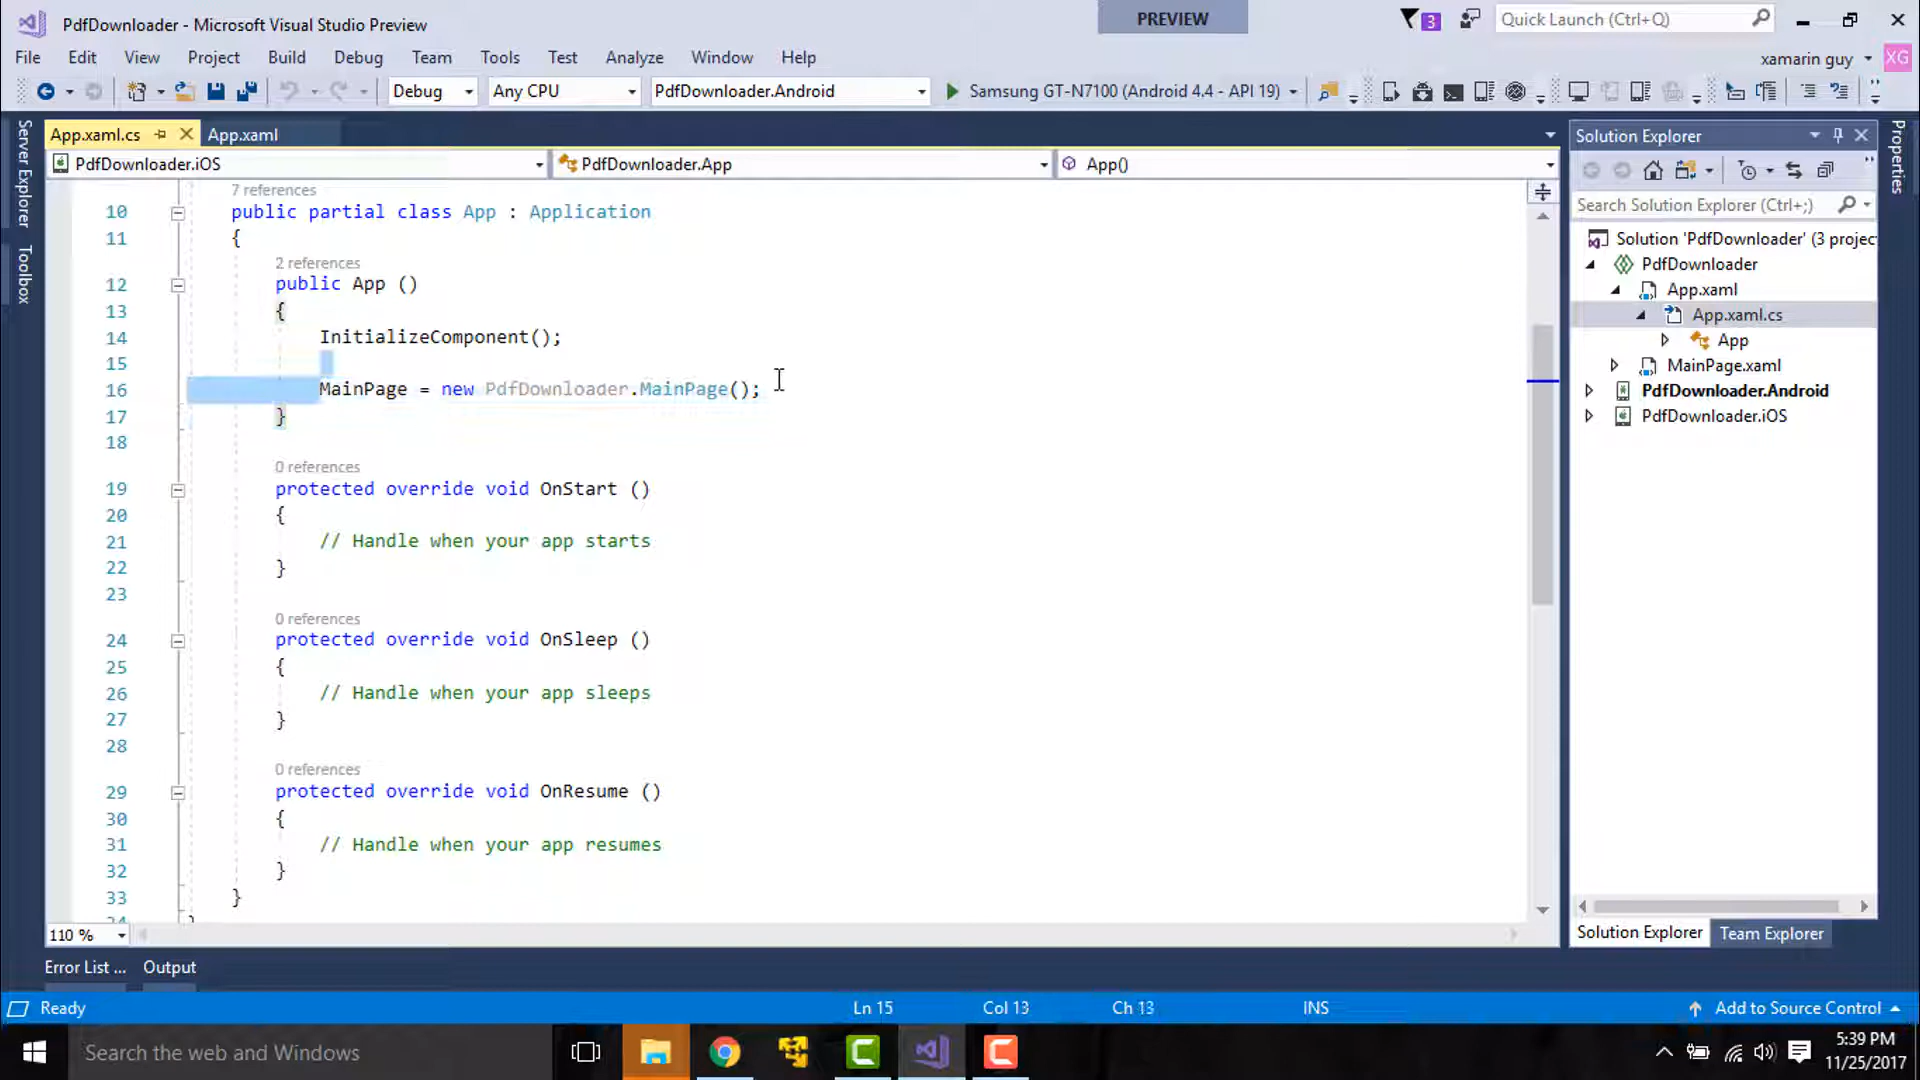 PdfDownloader - Microsoft Visual Studio Preview
PREVIEW
3
Quick Launch (Ctrl+Q)
File Edit View Project Build Debug Team Tools Test Analyze Window Help
xamarin guy
XG
Debug
Any CPU
PdfDownloader.Android
Samsung GT-N7100 (Android 4.4 - API 19)
Server Explorer
Toolbox
App.xaml.cs
App.xaml
PdfDownloader.iOS
PdfDownloader.App
App()
7 references
10 public partial class App : Application
11 {
2 references
12 public App ()
13 {
14 InitializeComponent();
15
16 MainPage = new PdfDownloader.MainPage();
17 }
18
0 references
19 protected override void OnStart ()
20 {
21 // Handle when your app starts
22 }
23
0 references
24 protected override void OnSleep ()
25 {
26 // Handle when your app sleeps
27 }
28
0 references
29 protected override void OnResume ()
30 {
31 // Handle when your app resumes
32 }
33 }
34 }
110 %
Solution Explorer
Search Solution Explorer (Ctrl+;)
Solution 'PdfDownloader' (3 projec
PdfDownloader
App.xaml
App.xaml.cs
App
MainPage.xaml
PdfDownloader.Android
PdfDownloader.iOS
Solution Explorer
Team Explorer
Properties
Error List ...
Output
Ready
Ln 15
Col 13
Ch 13
INS
Add to Source Control
Search the web and Windows
5:39 PM
11/25/2017